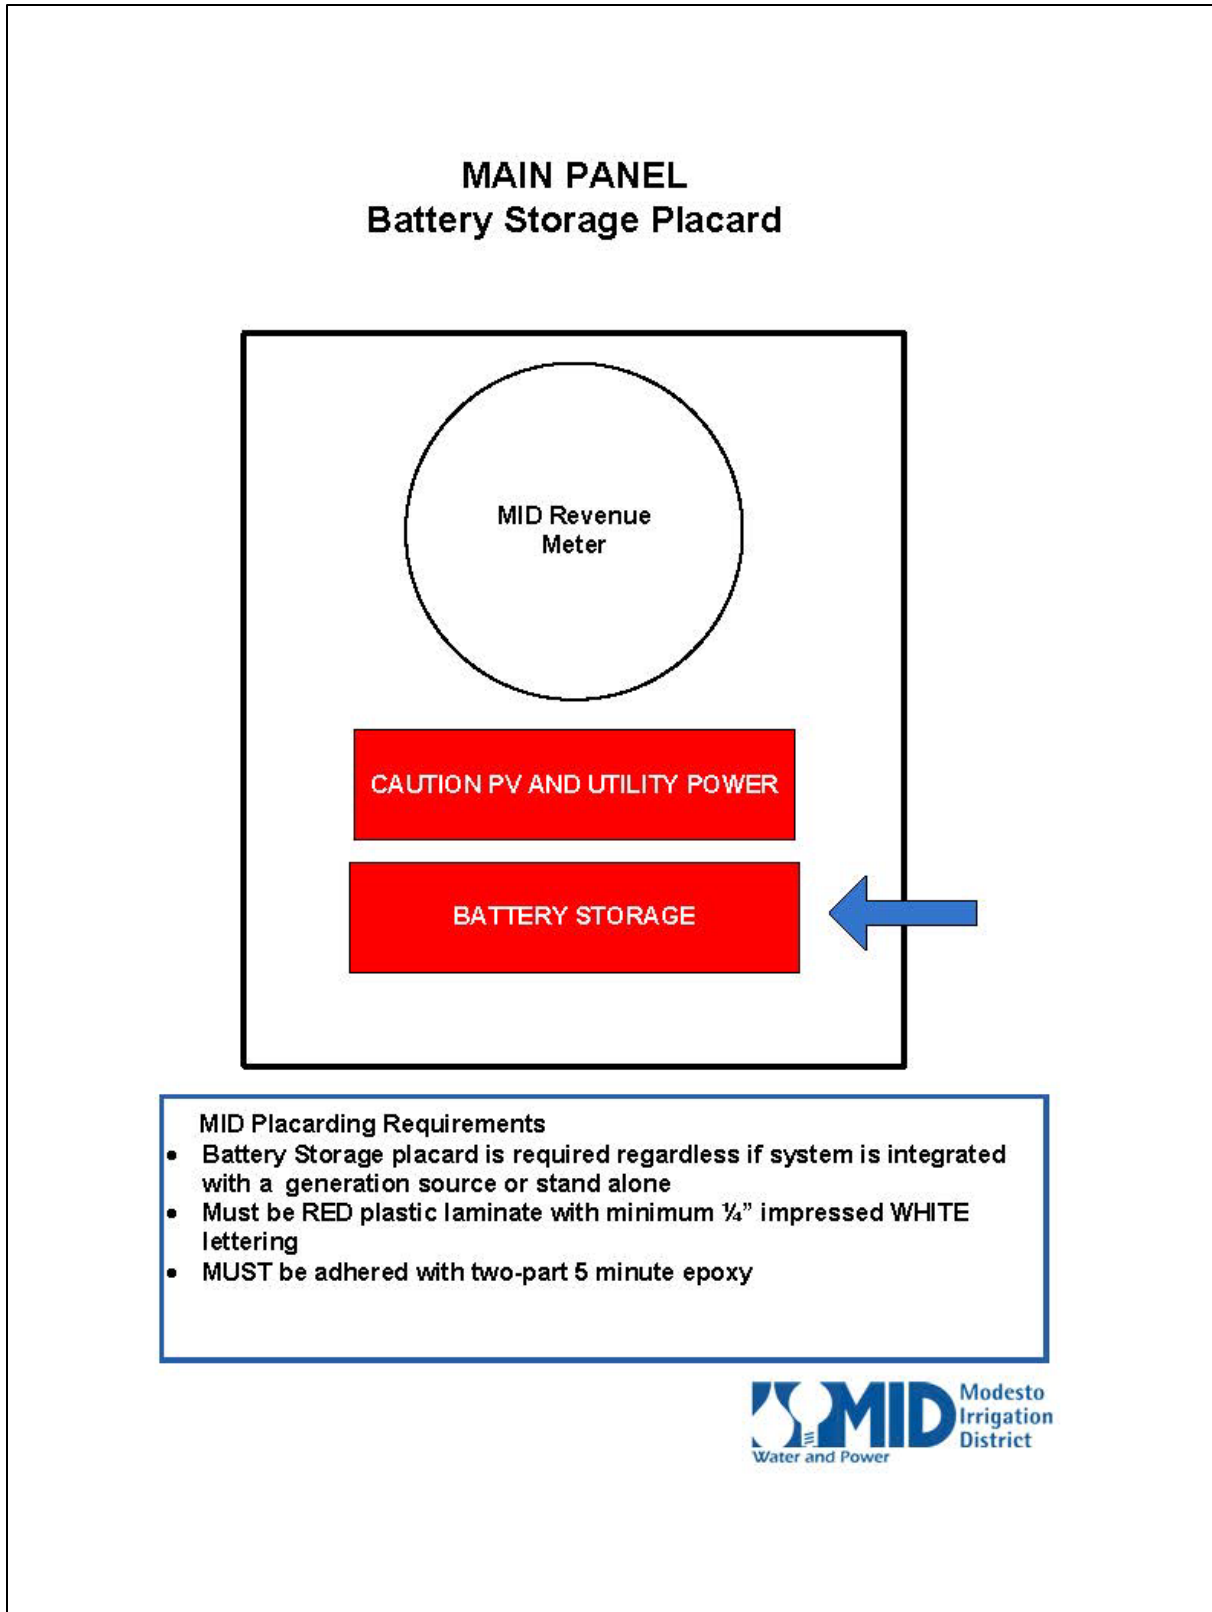 MAIN PANEL
Battery Storage Placard
MID Revenue
Meter
CAUTION PV AND UTILITY POWER
BATTERY STORAGE
MID Placarding Requirements
• Battery Storage placard is required regardless if system is integrated
with a generation source or stand alone
• Must be RED plastic laminate with minimum ¼” impressed WHITE
lettering
• MUST be adhered with two-part 5 minute epoxy
MID
Modesto
Irrigation
District
Water and Power